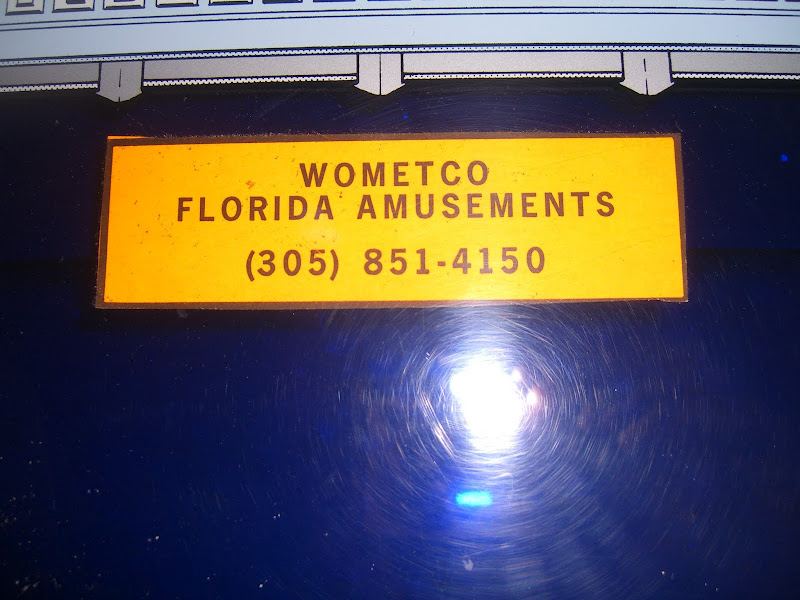 WOMETCO
FLORIDA AMUSEMENTS
(305) 851-4150